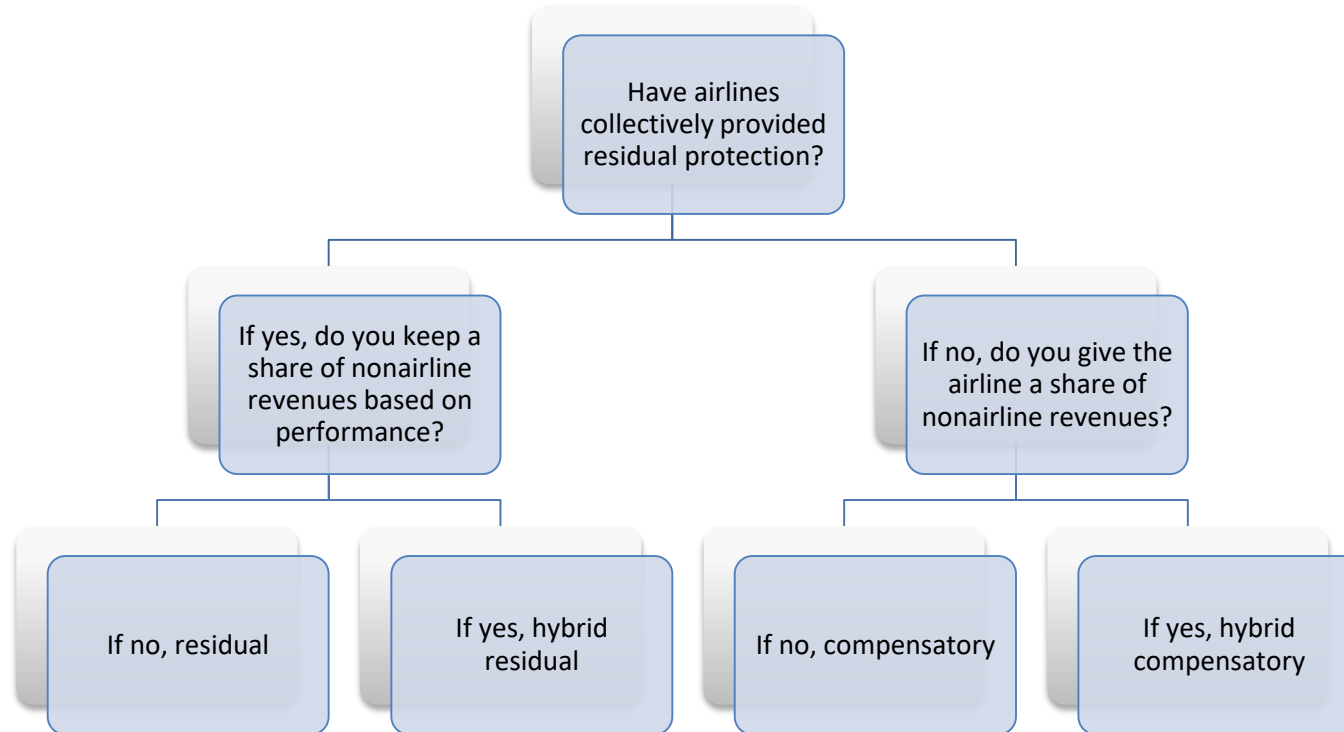 Have airlines
collectively provided
residual protection?
If yes, do you keep a
share of nonairline
revenues based on
performance?
If no, do you give the
airline a share of
nonairline revenues?
If no, residual
If yes, hybrid
residual
If no, compensatory
If yes, hybrid
compensatory